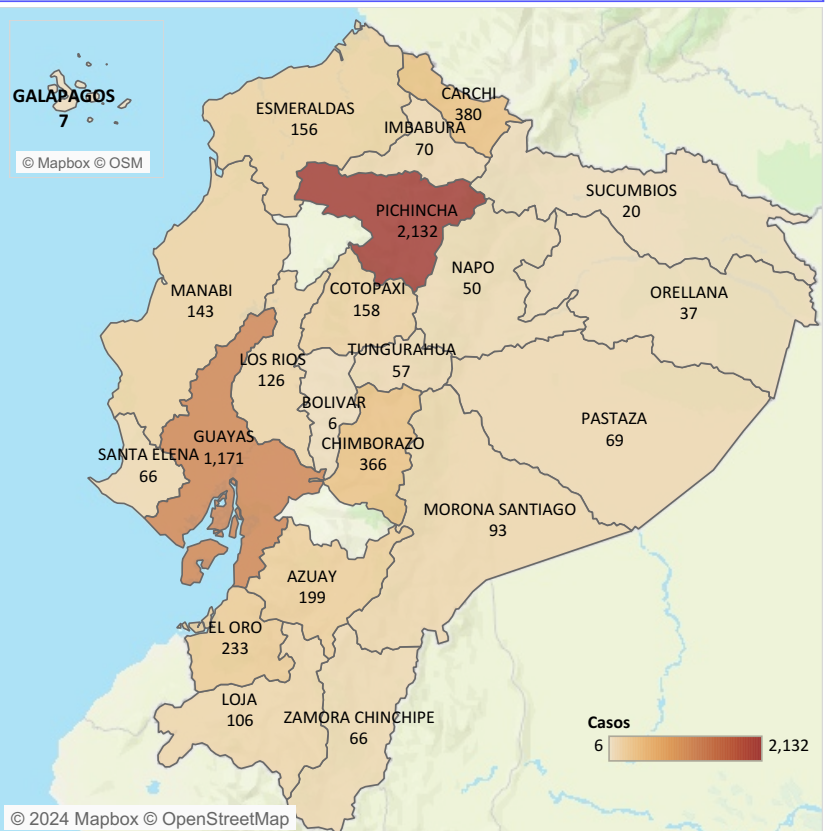 GALAPAGOS
7
© Mapbox © OSM
ESMERALDAS
156
CARCHI
380
IMBABURA
70
SUCUMBIOS
20
PICHINCHA
2,132
NAPO
50
ORELLANA
37
MANABI
143
COTOPAXI
158
TUNGURAHUA
57
LOS RIOS
126
BOLIVAR
6
PASTAZA
69
SANTA ELENA
66
GUAYAS
1,171
CHIMBORAZO
366
MORONA SANTIAGO
93
AZUAY
199
EL ORO
233
LOJA
106
ZAMORA CHINCHIPE
66
Casos
6
2,132
© 2024 Mapbox © OpenStreetMap